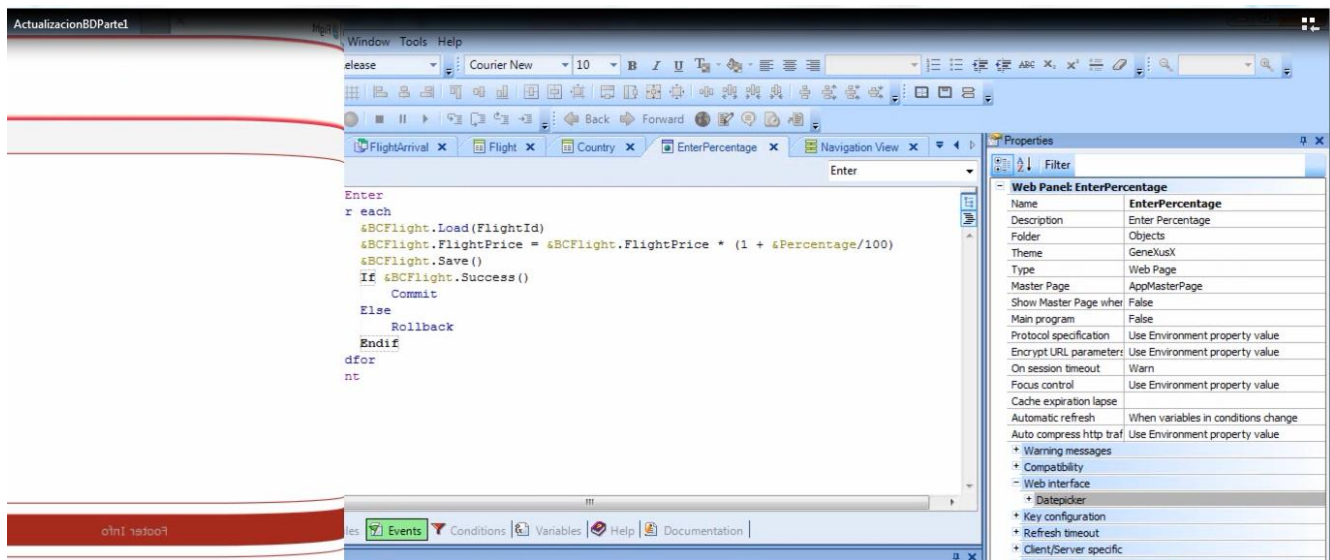 ActualizacionBDParte1
Window Tools Help
elease Courier New 10 B I U ABC X₂ x²
Back Forward
FlightArrival X Flight X Country X EnterPercentage X Navigation View X
Enter
Enter
r each
&BCFlight.Load(FlightId)
&BCFlight.FlightPrice = &BCFlight.FlightPrice * (1 + &Percentage/100)
&BCFlight.Save()
If &BCFlight.Success()
Commit
Else
Rollback
Endif
dfor
nt
les Events Conditions Variables Help Documentation
Footer Info
Properties
Filter
Web Panel: EnterPercentage
Name EnterPercentage
Description Enter Percentage
Folder Objects
Theme GeneXusX
Type Web Page
Master Page AppMasterPage
Show Master Page wher False
Main program False
Protocol specification Use Environment property value
Encrypt URL parameters Use Environment property value
On session timeout Warn
Focus control Use Environment property value
Cache expiration lapse
Automatic refresh When variables in conditions change
Auto compress http traf Use Environment property value
Warning messages
Compatibility
Web interface
Datepicker
Key configuration
Refresh timeout
Client/Server specific